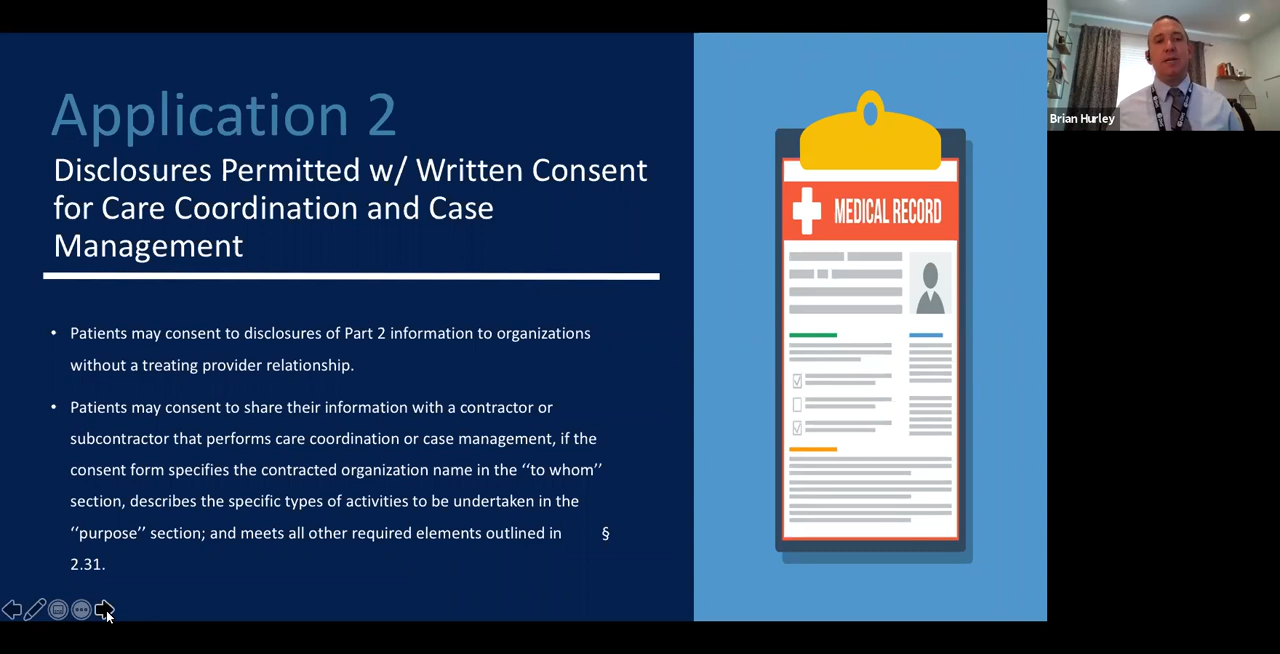 Application 2
Disclosures Permitted w/ Written Consent
for Care Coordination and Case
Management
• Patients may consent to disclosures of Part 2 information to organizations
without a treating provider relationship.
• Patients may consent to share their information with a contractor or
subcontractor that performs care coordination or case management, if the
consent form specifies the contracted organization name in the ‘‘to whom’’
section, describes the specific types of activities to be undertaken in the
‘‘purpose’’ section; and meets all other required elements outlined in §
2.31.
MEDICAL RECORD
Brian Hurley